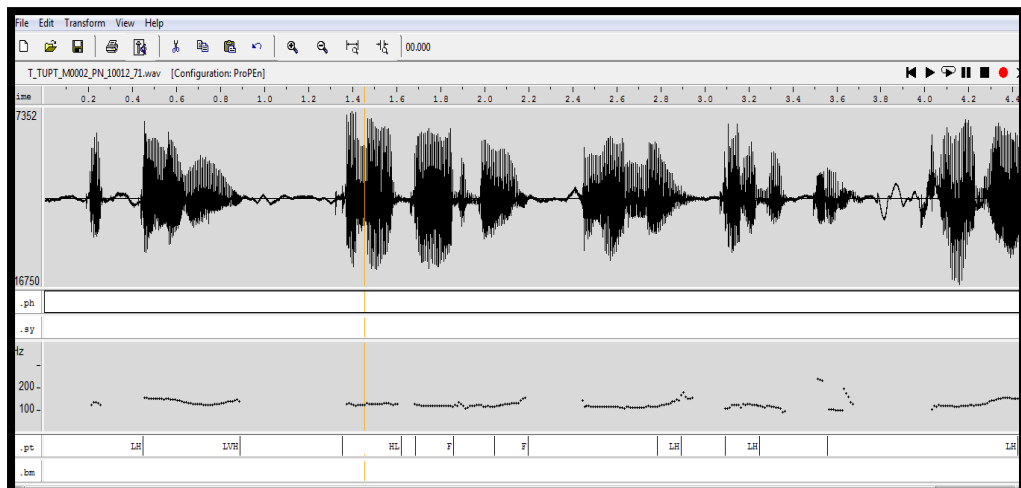 File Edit Transform View Help
00.000
T_TUPT_M0002_PN_10012_71.wav [Configuration: ProPEn]
ime 0.2 0.4 0.6 0.8 1.0 1.2 1.4 1.6 1.8 2.0 2.2 2.4 2.6 2.8 3.0 3.2 3.4 3.6 3.8 4.0 4.2 4.4
7352
16750
.ph
.sy
Hz
200
100
.pt LH LVH HL F F LH LH LH
.bm